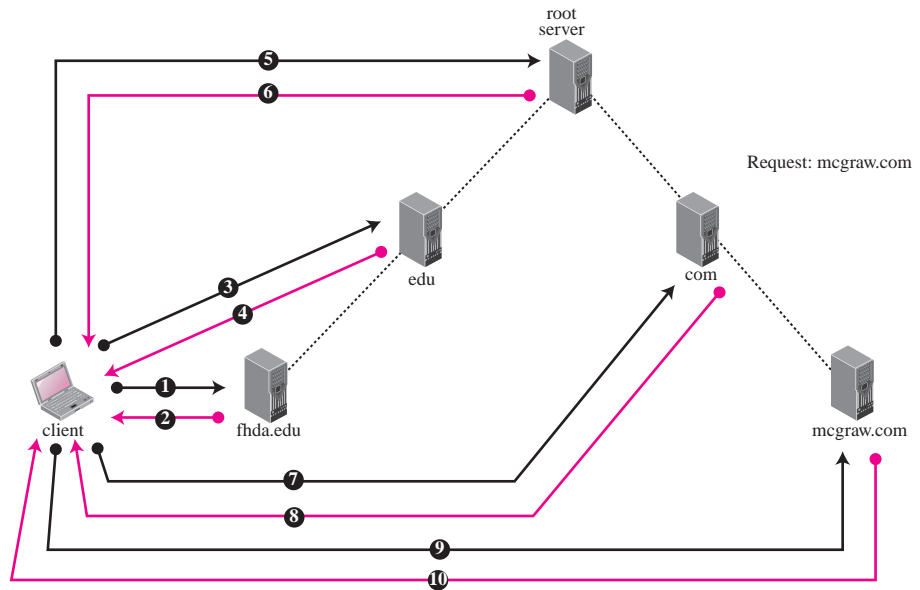 root
server
5
6
Request: mcgraw.com
edu
com
3
4
1
2
client
fhda.edu
mcgraw.com
7
8
9
10